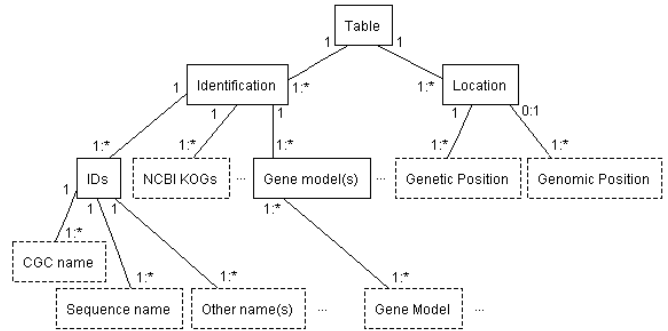 Table
1 1
Identification
Location
1 1:* 1:*
1 1 1 0:1
1:* 1:* 1:* 1:* 1:*
IDs
NCBI KOGs
...
Gene model(s)
...
Genetic Position
Genomic Position
1 1 1 1:*
1:*
CGC name
1:* 1:* 1:*
Sequence name
Other name(s)
...
Gene Model
...